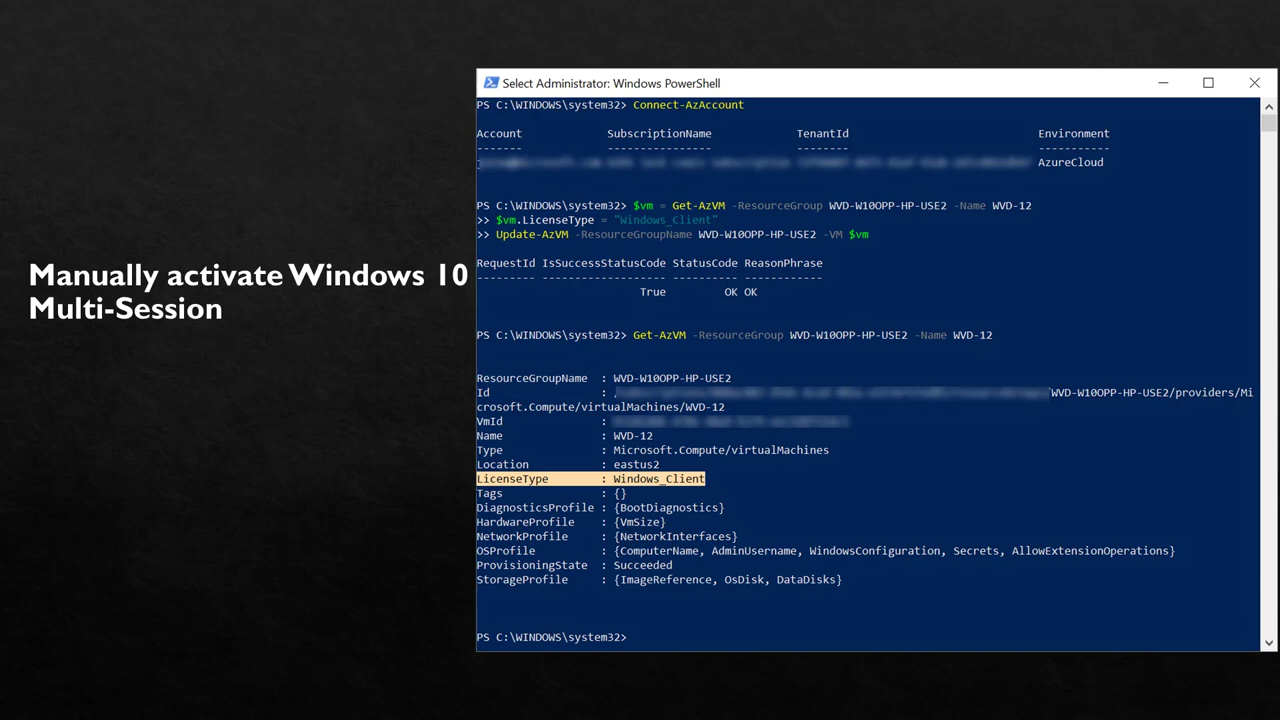 Manually activate Windows 10
Multi-Session
Select Administrator: Windows PowerShell
PS C:\WINDOWS\system32> Connect-AzAccount
Account SubscriptionName TenantId Environment
------- ---------------- -------- -----------
AzureCloud
PS C:\WINDOWS\system32> $vm = Get-AzVM -ResourceGroup WVD-W10OPP-HP-USE2 -Name WVD-12
>> $vm.LicenseType = "Windows_Client"
>> Update-AzVM -ResourceGroupName WVD-W10OPP-HP-USE2 -VM $vm
RequestId IsSuccessStatusCode StatusCode ReasonPhrase
--------- ------------------- ---------- ------------
True OK OK
PS C:\WINDOWS\system32> Get-AzVM -ResourceGroup WVD-W10OPP-HP-USE2 -Name WVD-12
ResourceGroupName : WVD-W10OPP-HP-USE2
Id : /WVD-W10OPP-HP-USE2/providers/Mi
crosoft.Compute/virtualMachines/WVD-12
VmId :
Name : WVD-12
Type : Microsoft.Compute/virtualMachines
Location : eastus2
LicenseType : Windows_Client
Tags : {}
DiagnosticsProfile : {BootDiagnostics}
HardwareProfile : {VmSize}
NetworkProfile : {NetworkInterfaces}
OSProfile : {ComputerName, AdminUsername, WindowsConfiguration, Secrets, AllowExtensionOperations}
ProvisioningState : Succeeded
StorageProfile : {ImageReference, OsDisk, DataDisks}
PS C:\WINDOWS\system32>